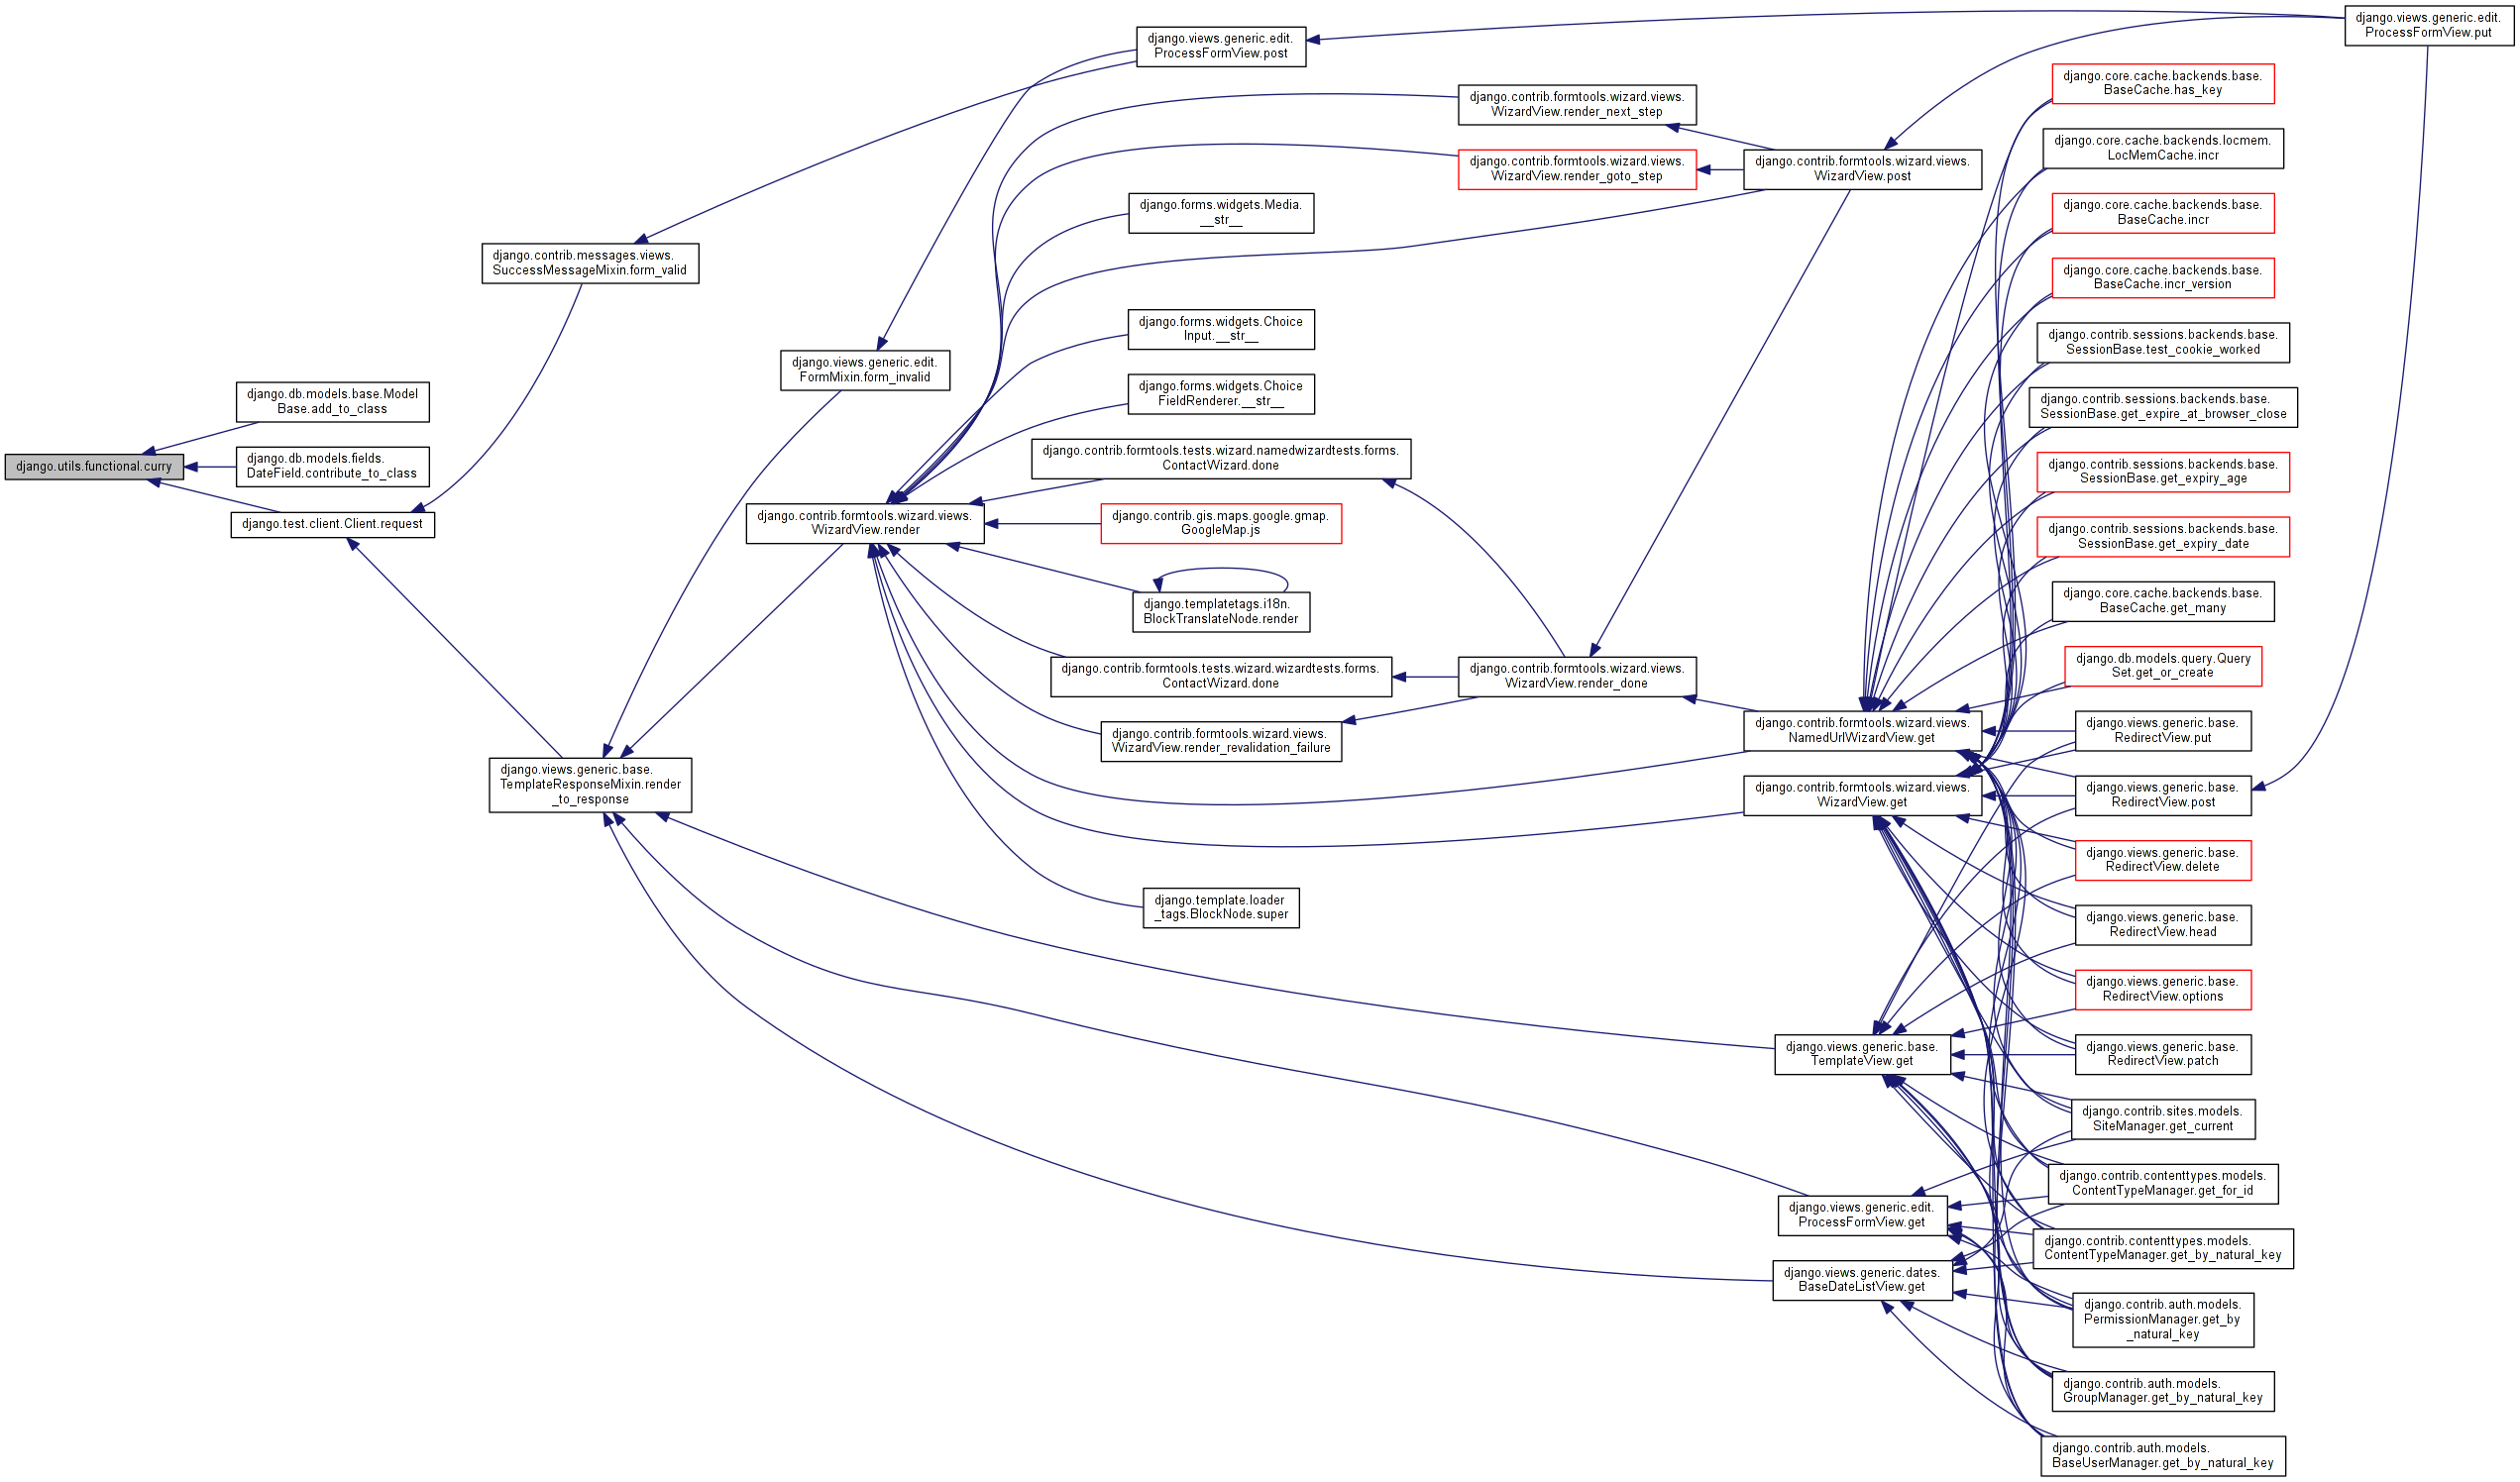 django.utils.functional.curry
django.db.models.base.Model
Base.add_to_class
django.db.models.fields.
DateField.contribute_to_class
django.test.client.Client.request
django.contrib.messages.views.
SuccessMessageMixin.form_valid
django.views.generic.base.
TemplateResponseMixin.render
_to_response
django.views.generic.edit.
FormMixin.form_invalid
django.contrib.formtools.wizard.views.
WizardView.render
django.views.generic.edit.
ProcessFormView.post
django.forms.widgets.Media.
__str__
django.forms.widgets.Choice
Input.__str__
django.forms.widgets.Choice
FieldRenderer.__str__
django.contrib.formtools.tests.wizard.namedwizardtests.forms.
ContactWizard.done
django.contrib.gis.maps.google.gmap.
GoogleMap.js
django.templatetags.i18n.
BlockTranslateNode.render
django.contrib.formtools.tests.wizard.wizardtests.forms.
ContactWizard.done
django.contrib.formtools.wizard.views.
WizardView.render_revalidation_failure
django.template.loader
_tags.BlockNode.super
django.contrib.formtools.wizard.views.
WizardView.render_next_step
django.contrib.formtools.wizard.views.
WizardView.render_goto_step
django.contrib.formtools.wizard.views.
WizardView.render_done
django.contrib.formtools.wizard.views.
WizardView.post
django.contrib.formtools.wizard.views.
NamedUrlWizardView.get
django.contrib.formtools.wizard.views.
WizardView.get
django.views.generic.base.
TemplateView.get
django.views.generic.edit.
ProcessFormView.get
django.views.generic.dates.
BaseDateListView.get
django.core.cache.backends.base.
BaseCache.has_key
django.core.cache.backends.locmem.
LocMemCache.incr
django.core.cache.backends.base.
BaseCache.incr
django.core.cache.backends.base.
BaseCache.incr_version
django.contrib.sessions.backends.base.
SessionBase.test_cookie_worked
django.contrib.sessions.backends.base.
SessionBase.get_expire_at_browser_close
django.contrib.sessions.backends.base.
SessionBase.get_expiry_age
django.contrib.sessions.backends.base.
SessionBase.get_expiry_date
django.core.cache.backends.base.
BaseCache.get_many
django.db.models.query.Query
Set.get_or_create
django.views.generic.base.
RedirectView.put
django.views.generic.base.
RedirectView.post
django.views.generic.base.
RedirectView.delete
django.views.generic.base.
RedirectView.head
django.views.generic.base.
RedirectView.options
django.views.generic.base.
RedirectView.patch
django.contrib.sites.models.
SiteManager.get_current
django.contrib.contenttypes.models.
ContentTypeManager.get_for_id
django.contrib.contenttypes.models.
ContentTypeManager.get_by_natural_key
django.contrib.auth.models.
PermissionManager.get_by
_natural_key
django.contrib.auth.models.
GroupManager.get_by_natural_key
django.contrib.auth.models.
BaseUserManager.get_by_natural_key
django.views.generic.edit.
ProcessFormView.put